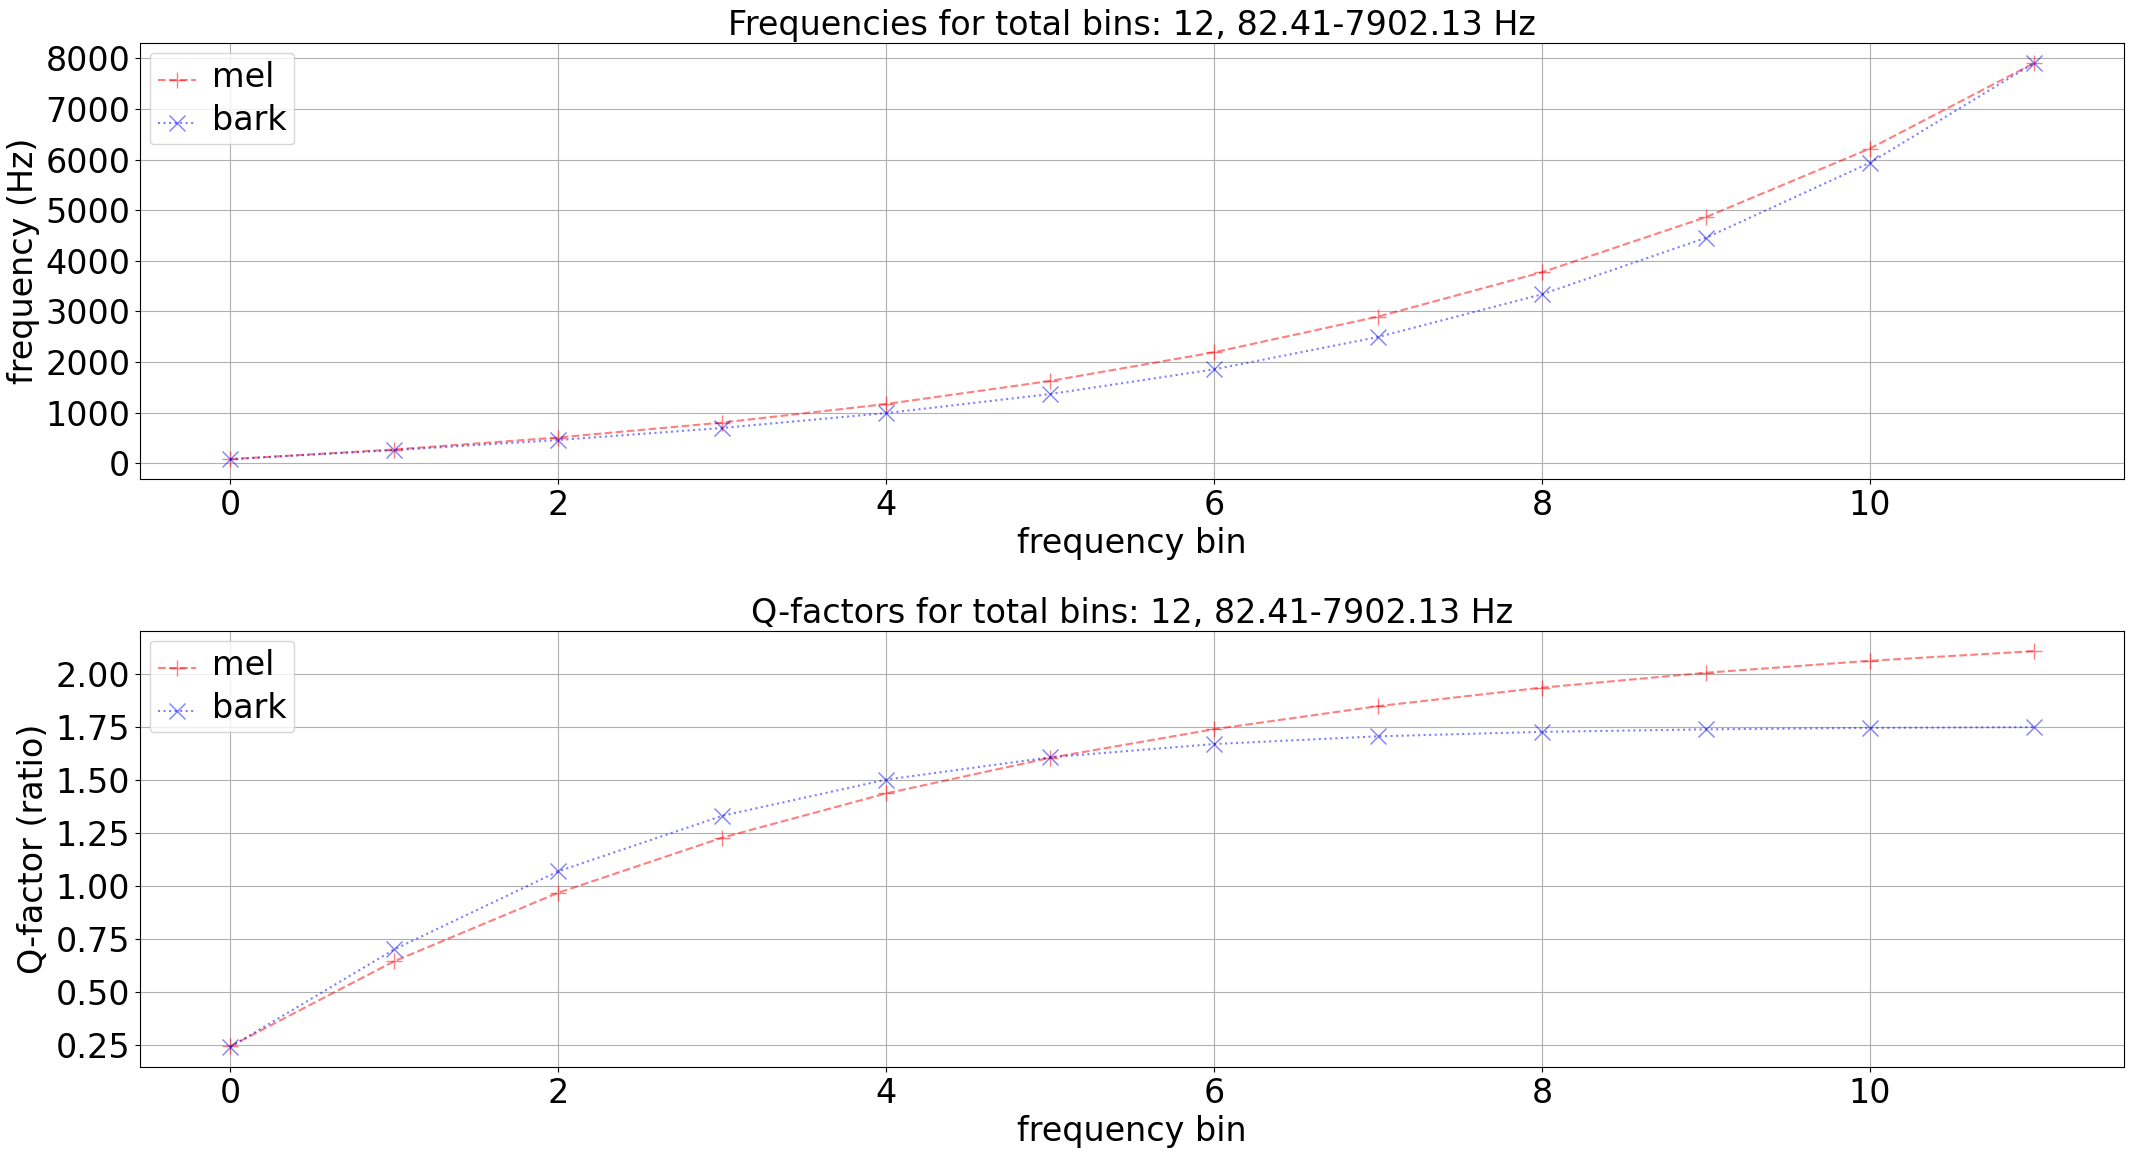 Frequencies for total bins: 12, 82.41-7902.13 Hz
mel
bark
frequency (Hz)
8000
7000
6000
5000
4000
3000
2000
1000
0
0 2 4 6 8 10
frequency bin
Q-factors for total bins: 12, 82.41-7902.13 Hz
mel
bark
Q-factor (ratio)
2.00
1.75
1.50
1.25
1.00
0.75
0.50
0.25
0 2 4 6 8 10
frequency bin